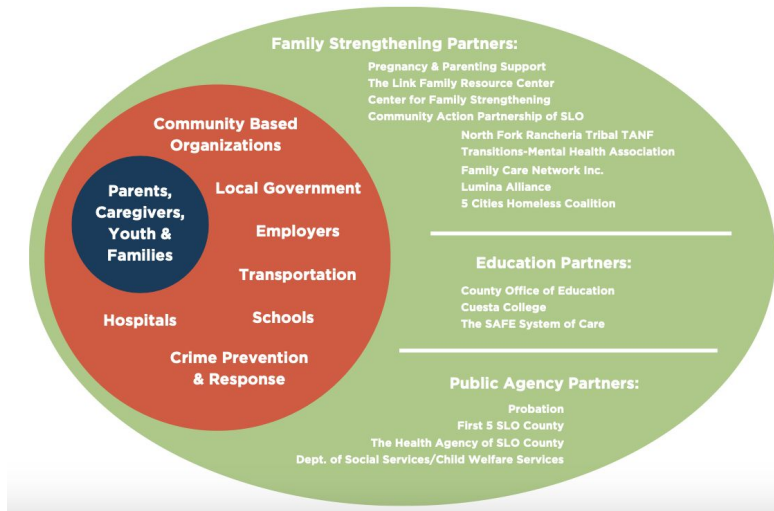 Family Strengthening Partners:
Pregnancy & Parenting Support
The Link Family Resource Center
Center for Family Strengthening
Community Action Partnership of SLO
North Fork Rancheria Tribal TANF
Transitions-Mental Health Association
Family Care Network Inc.
Lumina Alliance
5 Cities Homeless Coalition
Community Based
Organizations
Parents,
Caregivers,
Youth &
Families
Local Government
Employers
Transportation
Hospitals
Schools
Crime Prevention
& Response
Education Partners:
County Office of Education
Cuesta College
The SAFE System of Care
Public Agency Partners:
Probation
First 5 SLO County
The Health Agency of SLO County
Dept. of Social Services/Child Welfare Services